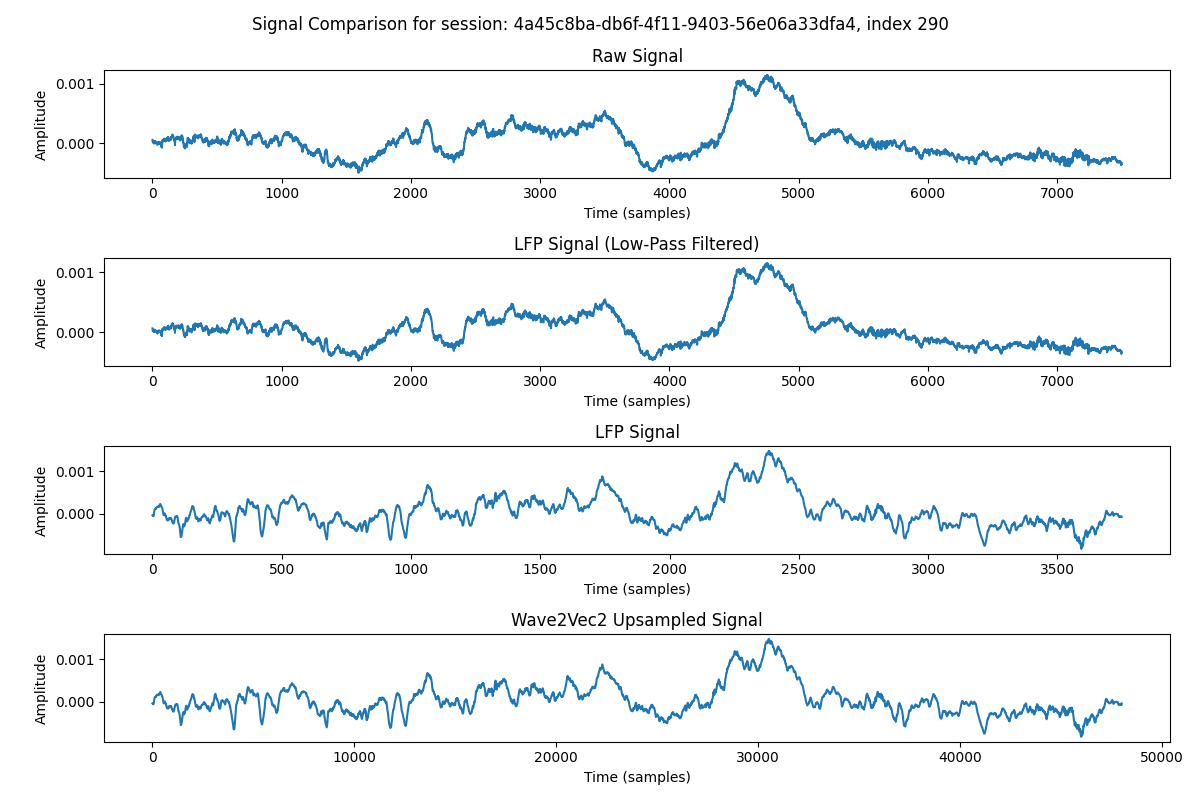 Signal Comparison for session: 4a45c8ba-db6f-4f11-9403-56e06a33dfa4, index 290
Raw Signal
Amplitude
0.001
0.000
0 1000 2000 3000 4000 5000 6000 7000
Time (samples)
LFP Signal (Low-Pass Filtered)
Amplitude
0.001
0.000
0 1000 2000 3000 4000 5000 6000 7000
Time (samples)
LFP Signal
Amplitude
0.001
0.000
0 500 1000 1500 2000 2500 3000 3500
Time (samples)
Wave2Vec2 Upsampled Signal
Amplitude
0.001
0.000
0 10000 20000 30000 40000 50000
Time (samples)